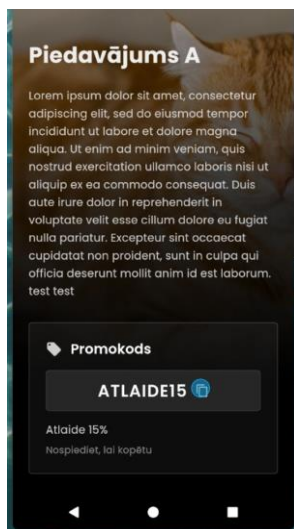 Piedavājums A
Lorem ipsum dolor sit amet, consectetur
adipiscing elit, sed do eiusmod tempor
incididunt ut labore et dolore magna
aliqua. Ut enim ad minim veniam, quis
nostrud exercitation ullamco laboris nisi ut
aliquip ex ea commodo consequat. Duis
aute irure dolor in reprehenderit in
voluptate velit esse cillum dolore eu fugiat
nulla pariatur. Excepteur sint occaecat
cupidatat non proident, sunt in culpa qui
officia deserunt mollit anim id est laborum.
test test
Promokods
ATLAIDE15
Atlaide 15%
Nospiediet, lai kopētu